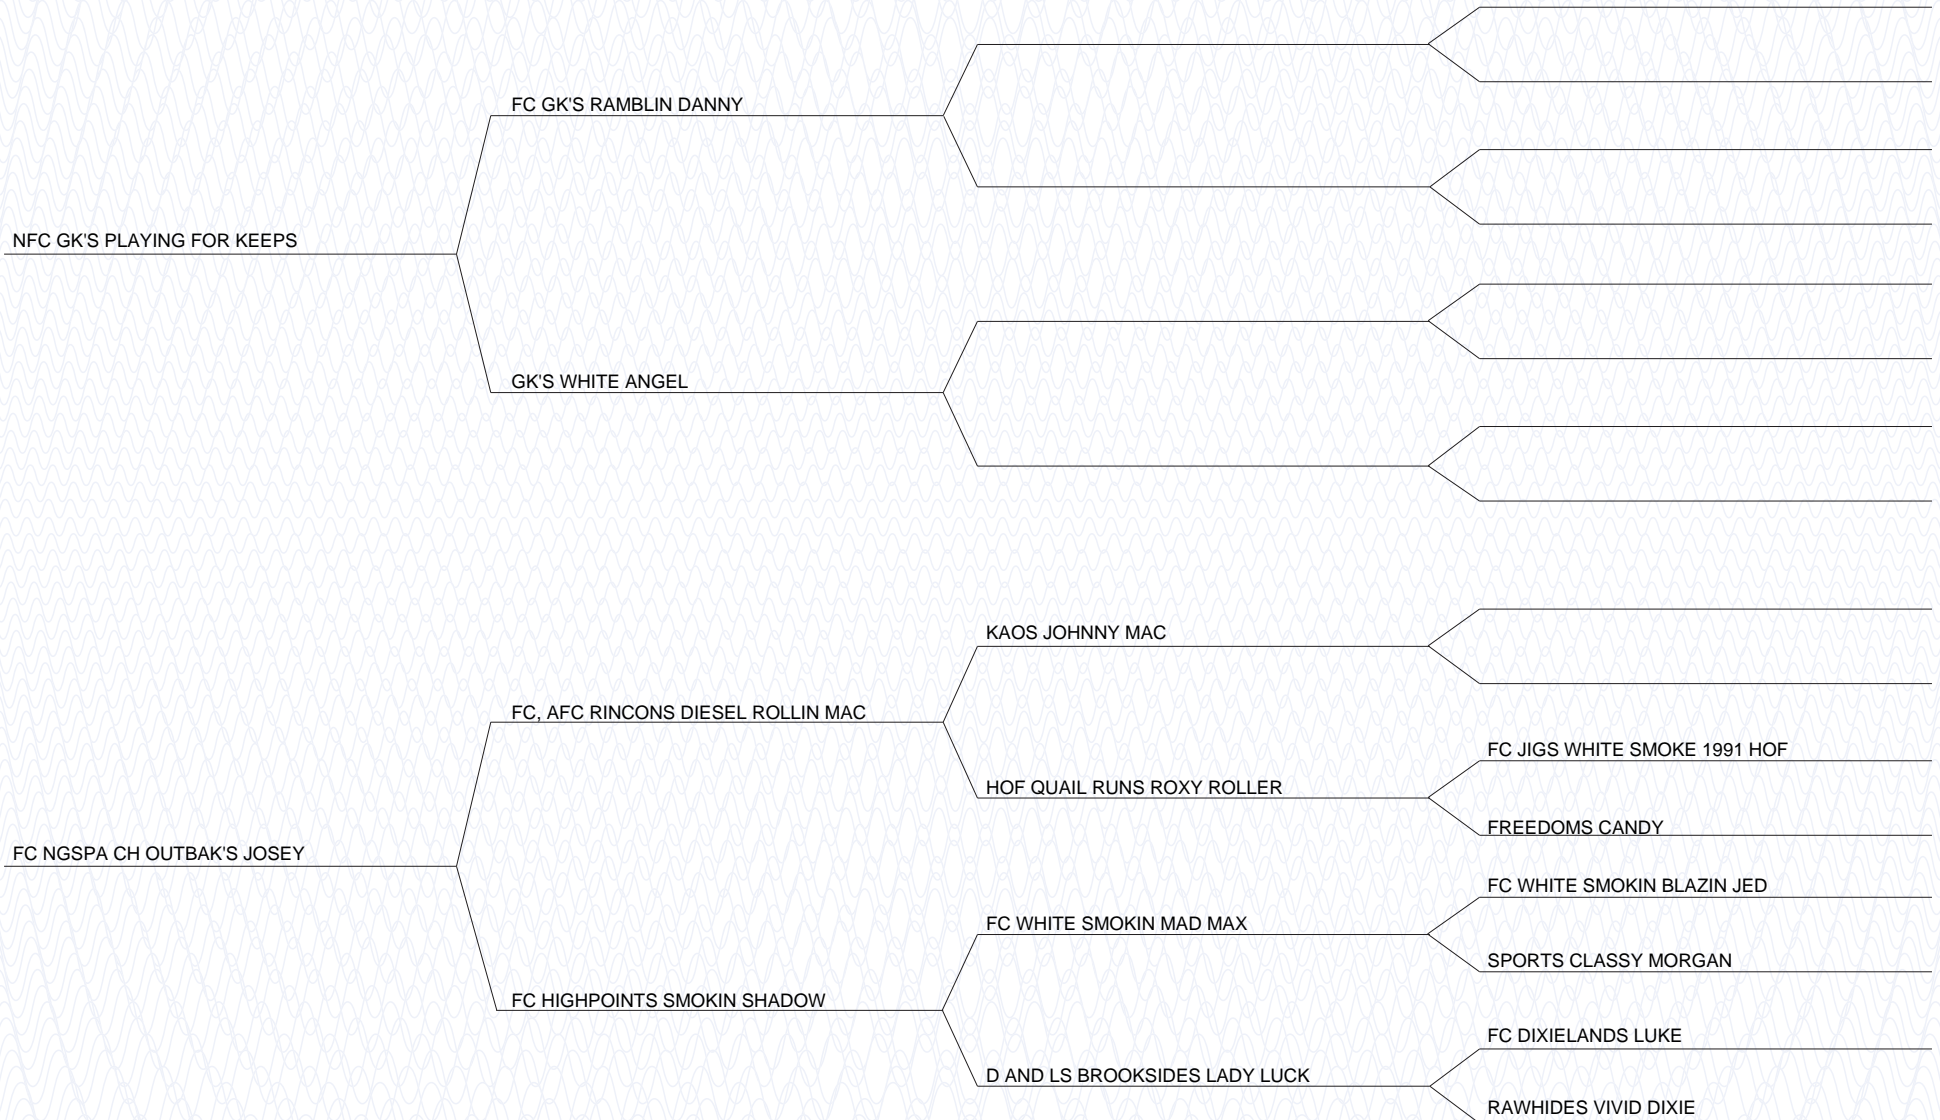 FC GK'S RAMBLIN DANNY
NFC GK'S PLAYING FOR KEEPS
GK'S WHITE ANGEL
KAOS JOHNNY MAC
FC, AFC RINCONS DIESEL ROLLIN MAC
FC JIGS WHITE SMOKE 1991 HOF
HOF QUAIL RUNS ROXY ROLLER
FREEDOMS CANDY
FC NGSPA CH OUTBAK'S JOSEY
FC WHITE SMOKIN BLAZIN JED
FC WHITE SMOKIN MAD MAX
SPORTS CLASSY MORGAN
FC HIGHPOINTS SMOKIN SHADOW
FC DIXIELANDS LUKE
D AND LS BROOKSIDES LADY LUCK
RAWHIDES VIVID DIXIE